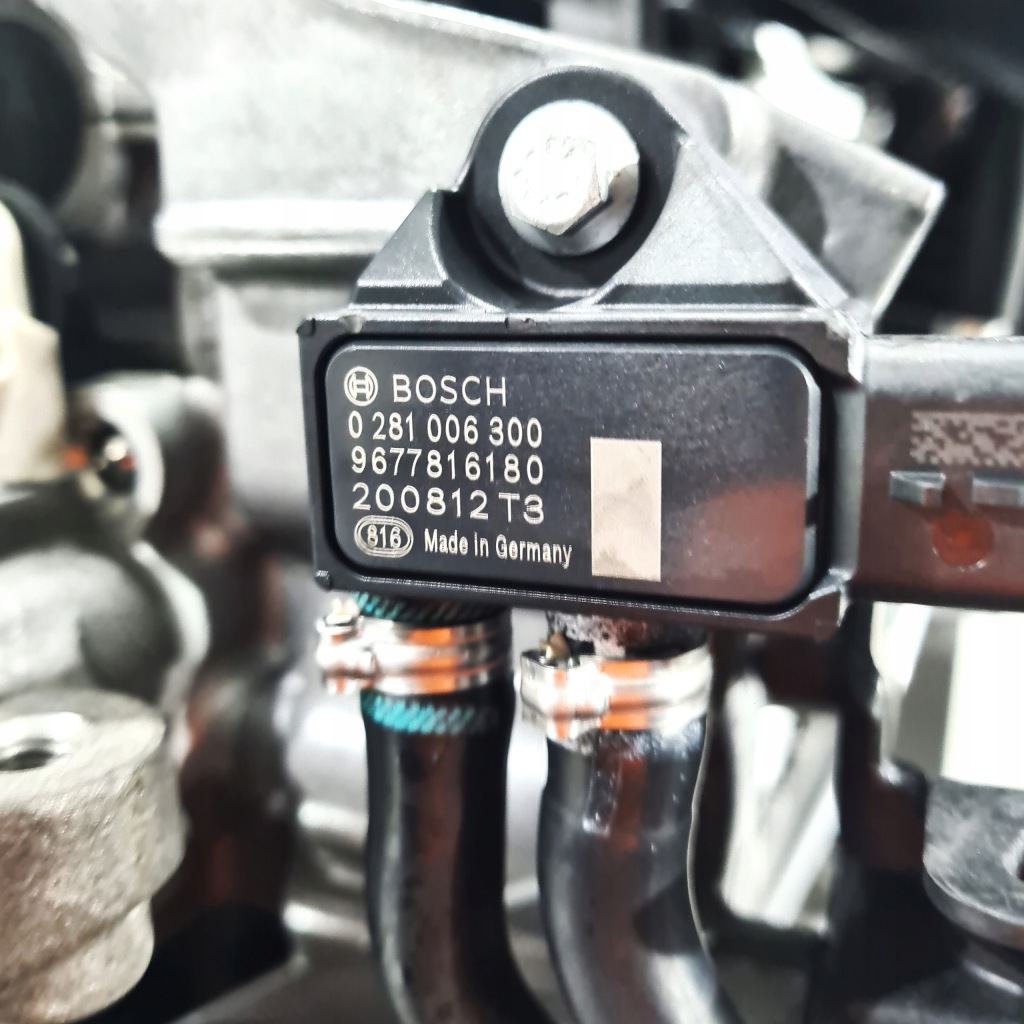 BOSCH
0 281 006 300
9677816180
200812 T3
816 Made in Germany